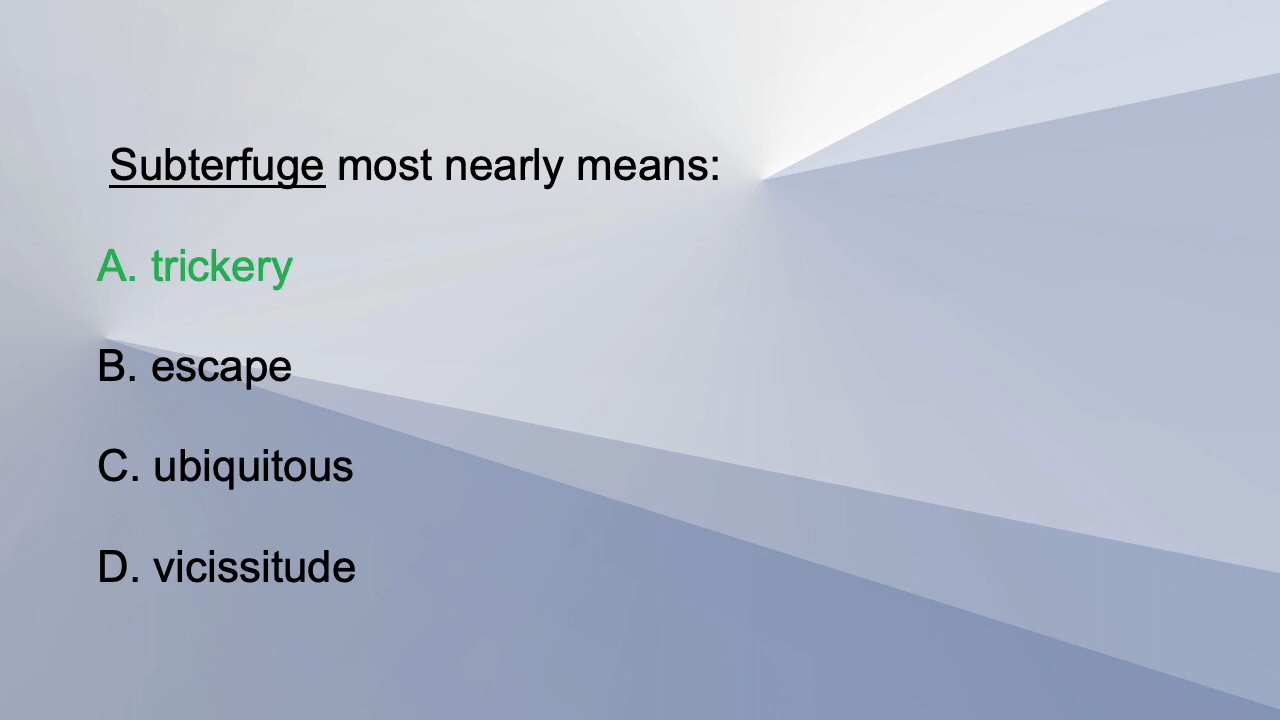 Subterfuge most nearly means:
A. trickery
B. escape
C. ubiquitous
D. vicissitude